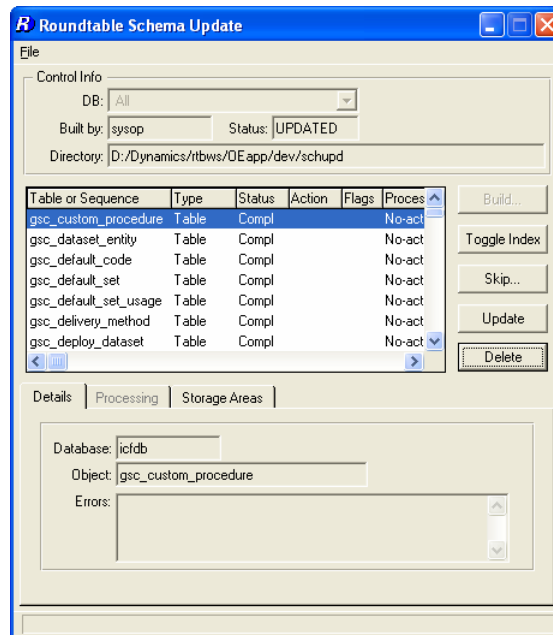 Roundtable Schema Update
File
Control Info
DB: All
Built by: sysop Status: UPDATED
Directory: D:/Dynamics/rtbws/OEapp/dev/schupd
Table or Sequence Type Status Action Flags Proces
gsc_custom_procedure Table Compl No-act
gsc_dataset_entity Table Compl No-act
gsc_default_code Table Compl No-act
gsc_default_set Table Compl No-act
gsc_default_set_usage Table Compl No-act
gsc_delivery_method Table Compl No-act
gsc_deploy_dataset Table Compl No-act
Build...
Toggle Index
Skip...
Update
Delete
Details Processing Storage Areas
Database: icfdb
Object: gsc_custom_procedure
Errors: